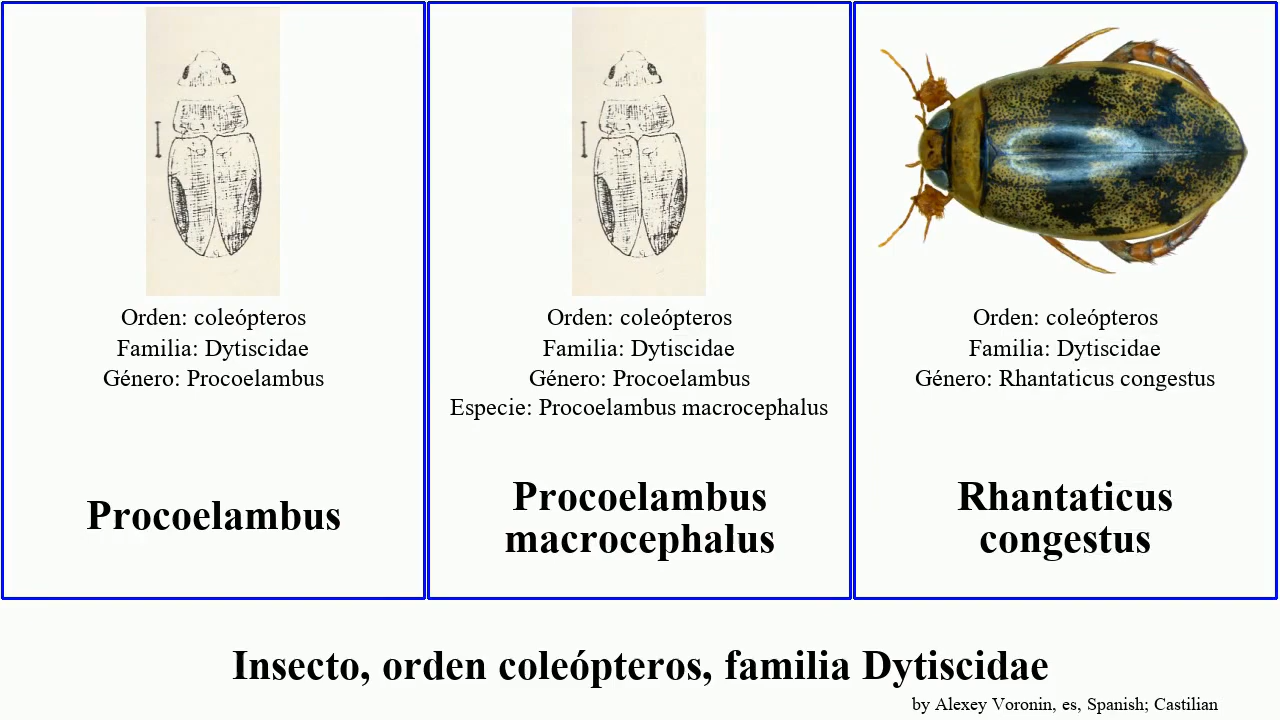 Orden: coleópteros
Familia: Dytiscidae
Género: Procoelambus
Procoelambus
Orden: coleópteros
Familia: Dytiscidae
Género: Procoelambus
Especie: Procoelambus macrocephalus
Procoelambus
macrocephalus
Orden: coleópteros
Familia: Dytiscidae
Género: Rhantaticus congestus
Rhantaticus
congestus
Insecto, orden coleópteros, familia Dytiscidae
by Alexey Voronin, es, Spanish; Castilian